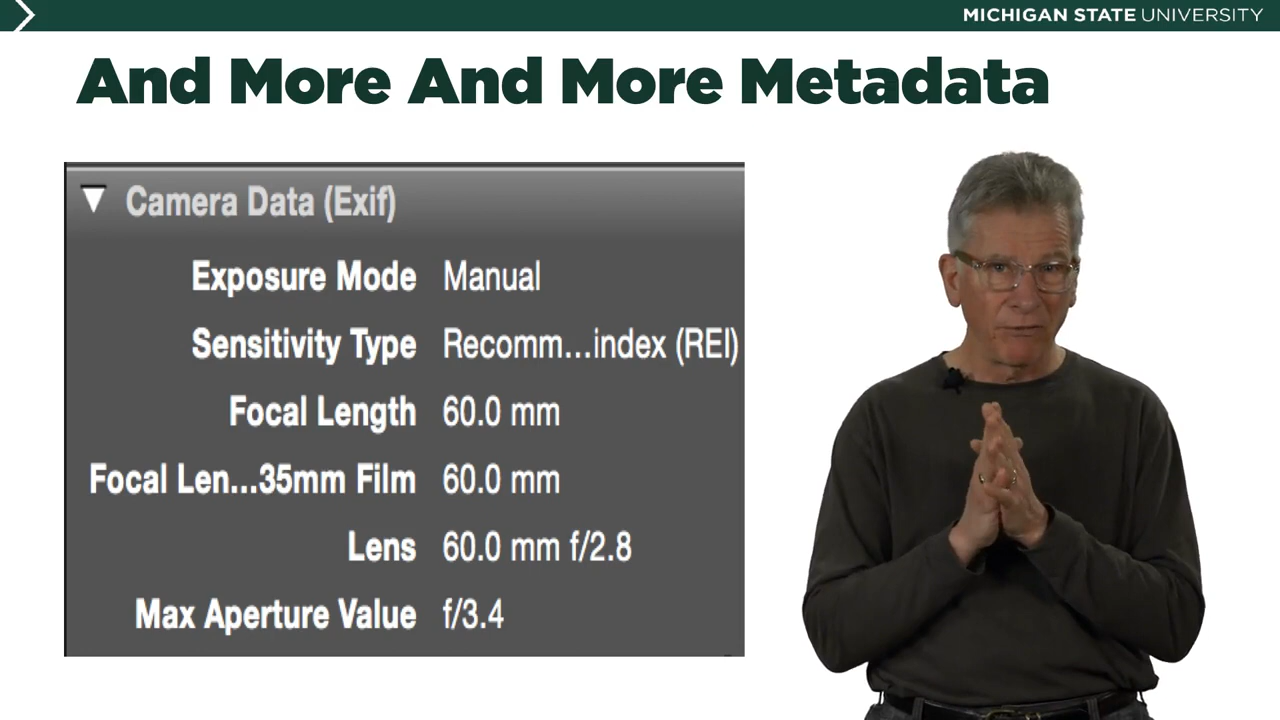 MICHIGAN STATE UNIVERSITY
And More And More Metadata
Camera Data (Exif)
Exposure Mode Manual
Sensitivity Type Recomm...index (REI)
Focal Length 60.0 mm
Focal Len...35mm Film 60.0 mm
Lens 60.0 mm f/2.8
Max Aperture Value f/3.4